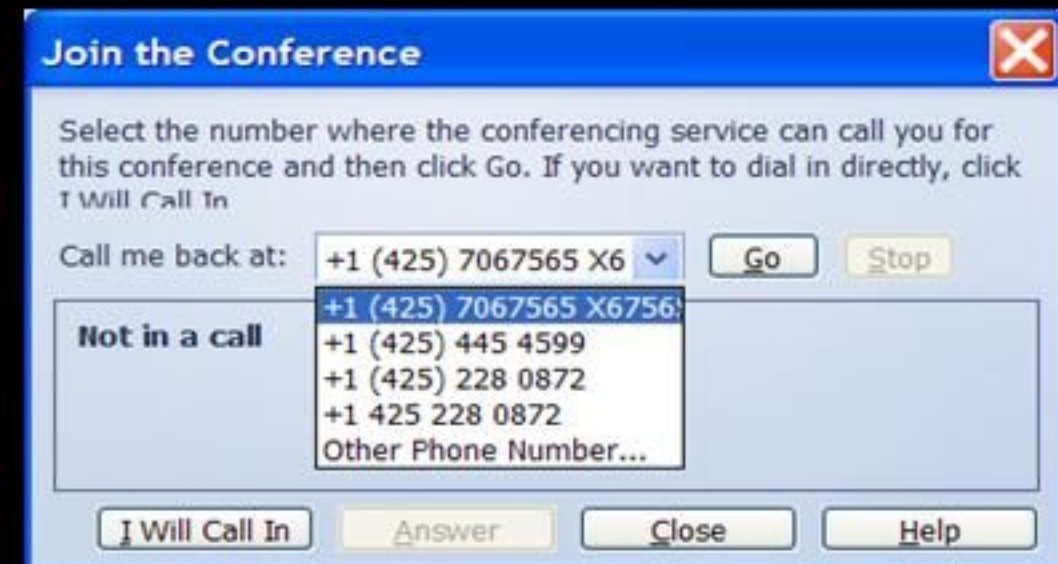 Join the Conference
Select the number where the conferencing service can call you for
this conference and then click Go. If you want to dial in directly, click
I Will Call In
Call me back at:
+1 (425) 7067565 X6
Go
Stop
+1 (425) 7067565 X6756
Not in a call
+1 (425) 445 4599
+1 (425) 228 0872
+1 425 228 0872
Other Phone Number...
I Will Call In
Answer
Close
Help